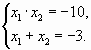 x₁ · x₂ = −10,
x₁ + x₂ = −3.